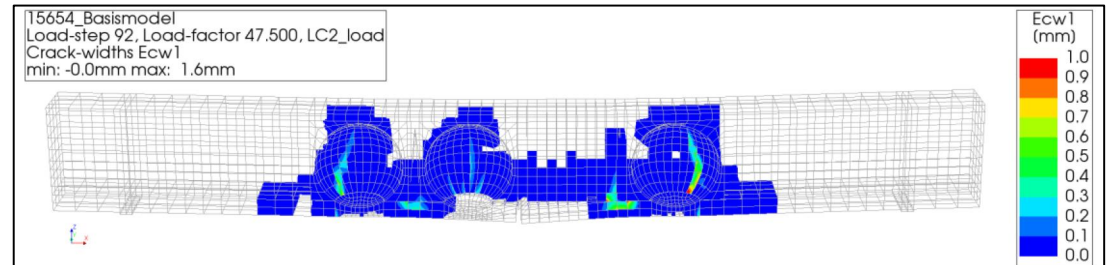 15654_Basismodel
Load-step 92, Load-factor 47.500, LC2_load
Crack-widths Ecw1
min: -0.0mm max: 1.6mm
Ecw1
(mm)
1.0
0.9
0.8
0.7
0.6
0.5
0.4
0.3
0.2
0.1
0.0